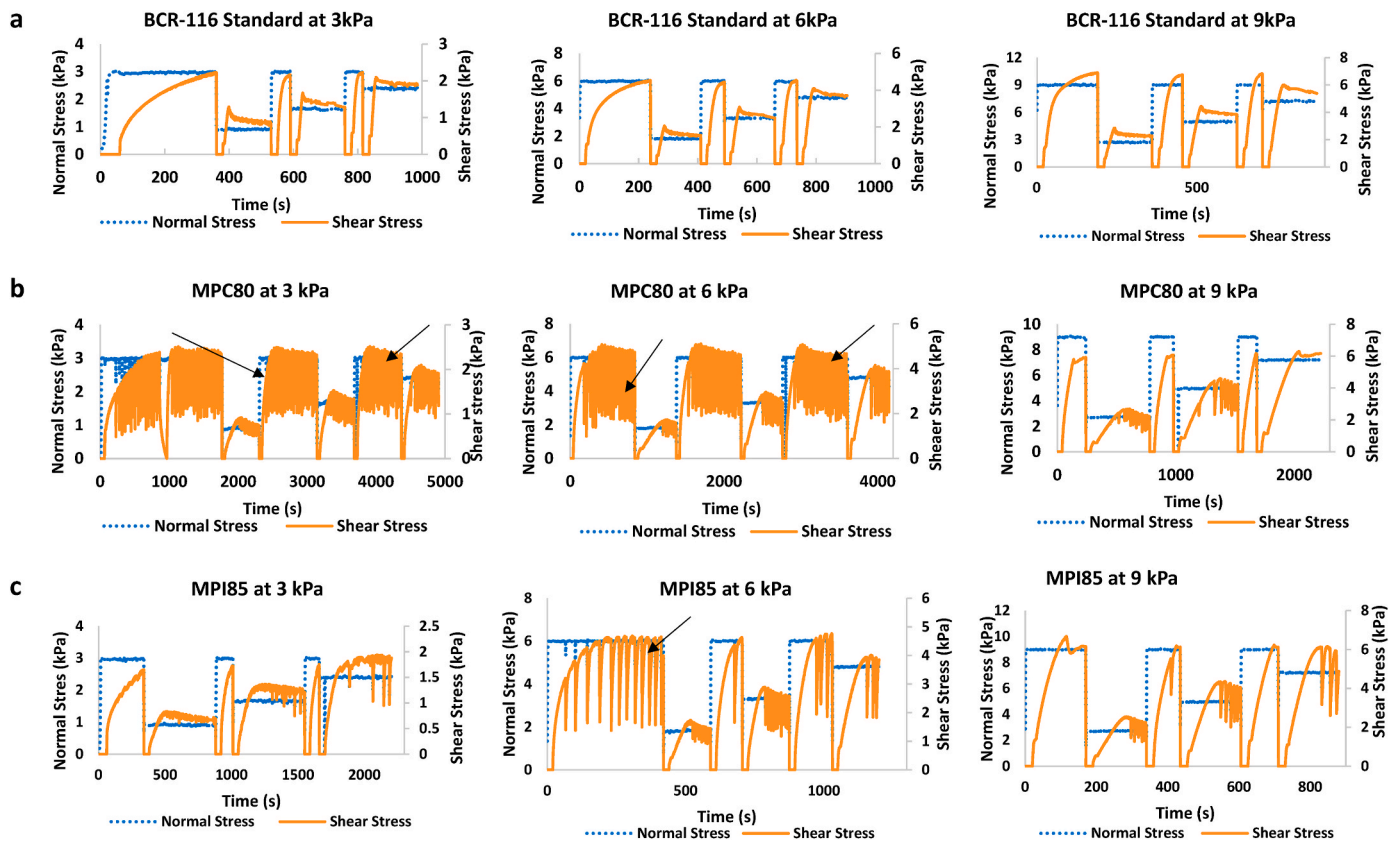 a
BCR-116 Standard at 3kPa
Normal Stress (kPa)
4
3
2
1
0
3
2
1
0
Shear Stress (kPa)
0 200 400 600 800 1000
Time (s)
Normal Stress Shear Stress
BCR-116 Standard at 6kPa
Normal Stress (kPa)
8
6
4
2
0
6
4
2
0
Shear Stress (kPa)
0 200 400 600 800 1000
Time (s)
Normal Stress Shear Stress
BCR-116 Standard at 9kPa
Normal Stress (kPa)
12
9
6
3
0
8
6
4
2
0
Shear Stress (kPa)
0 500
Time (s)
Normal Stress Shear Stress
b
MPC80 at 3 kPa
Normal Stress (kPa)
4
3
2
1
0
3
2
1
0
Shear stress (kPa)
0 1000 2000 3000 4000 5000
Time (s)
Normal Stress Shear Stress
MPC80 at 6 kPa
Normal Stress (kPa)
8
6
4
2
0
6
4
2
0
Sheaer Stress (kPa)
0 2000 4000
Time (s)
Normal Stress Shear Stress
MPC80 at 9 kPa
Normal Stress (kPa)
10
8
6
4
2
0
8
6
4
2
0
Shear Stress (kPa)
0 1000 2000
Time (s)
Normal Stress Shear Stress
c
MPI85 at 3 kPa
Normal Stres (kPa)
4
3
2
1
0
2.5
2
1.5
1
0.5
0
Shear Stress (kPa)
0 500 1000 1500 2000
Time (s)
Normal Stress Shear Stress
MPI85 at 6 kPa
Normal Stress (kPa)
8
6
4
2
0
6
5
4
3
2
1
0
Shear Stress (kPa)
0 500 1000
Time (s)
Normal Stress Shear Stress
MPI85 at 9 kPa
Normal Stress (kPa)
12
10
8
6
4
2
0
8
6
4
2
0
Shear Stress (kPa)
0 200 400 600 800
Time (s)
Normal Stress Shear Stress